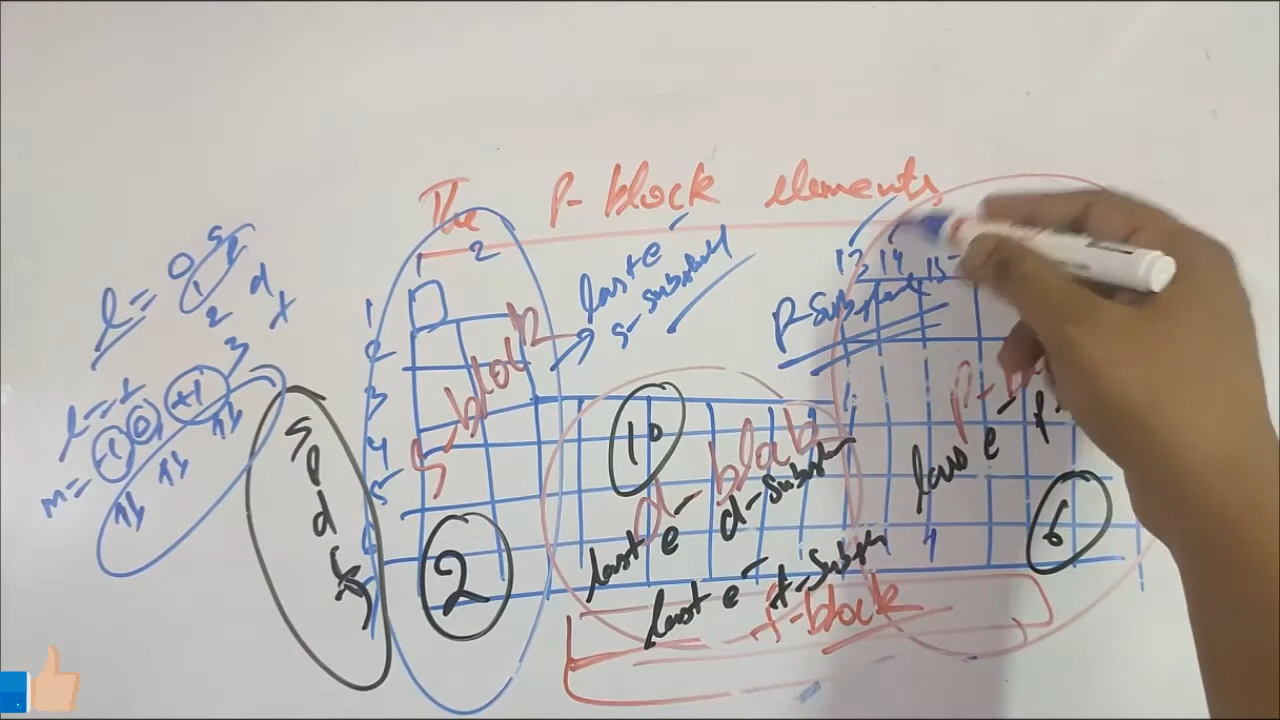 The P-block elements
1 2
last e⁻
s-subshell
13 14 15
P-Subshell
l = 0 s
1
2 d
3 f
l = 1
m = -1 0 +1
1
2
3
4
5
6
7
s
p
d
f
s-block
2
10
d-block
last e⁻ d-Subshell
P-
last e⁻ P-
6
last e⁻ f-Subshell
f-block